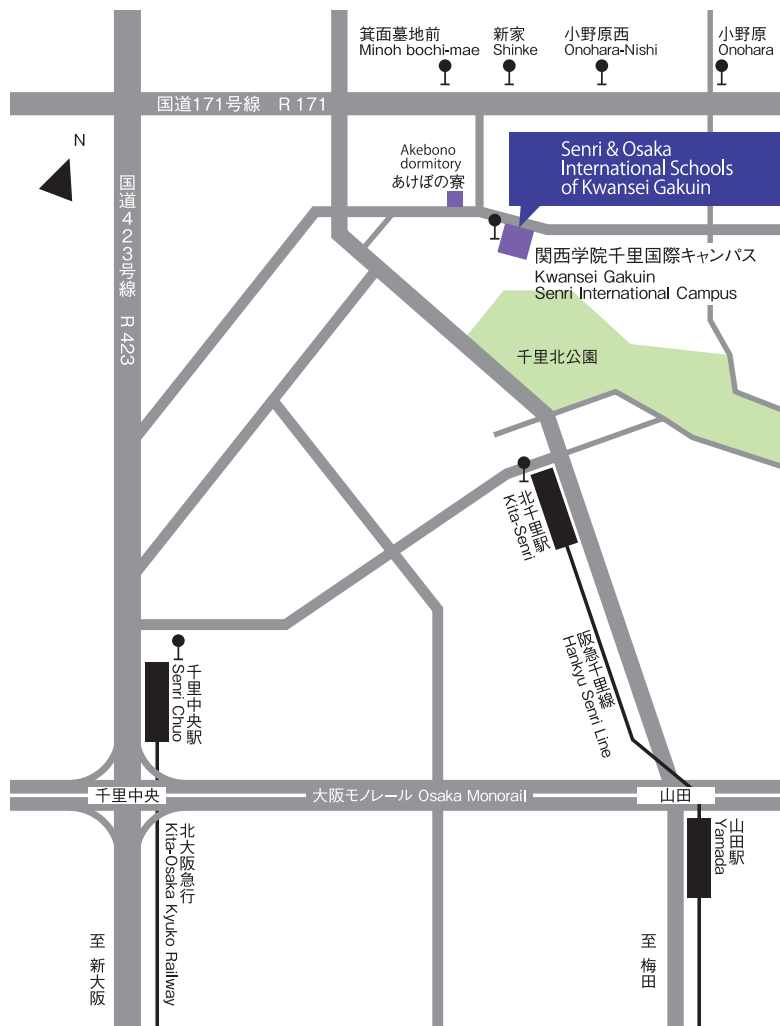 箕面墓地前
Minoh bochi-mae
新家
Shinke
小野原西
Onohara-Nishi
小野原
Onohara
国道171号線 R 171
N
Akebono
dormitory
あけぼの寮
Senri & Osaka
International Schools
of Kwansei Gakuin
国道423号線 R 423
関西学院千里国際キャンパス
Kwansei Gakuin
Senri International Campus
千里北公園
北千里駅
Kita-Senri
阪急千里線
Hankyu Senri Line
千里中央駅
Senri Chuo
千里中央
大阪モノレール Osaka Monorail
山田
山田駅
Yamada
北大阪急行
Kita-Osaka Kyuko Railway
至 新大阪
至 梅田